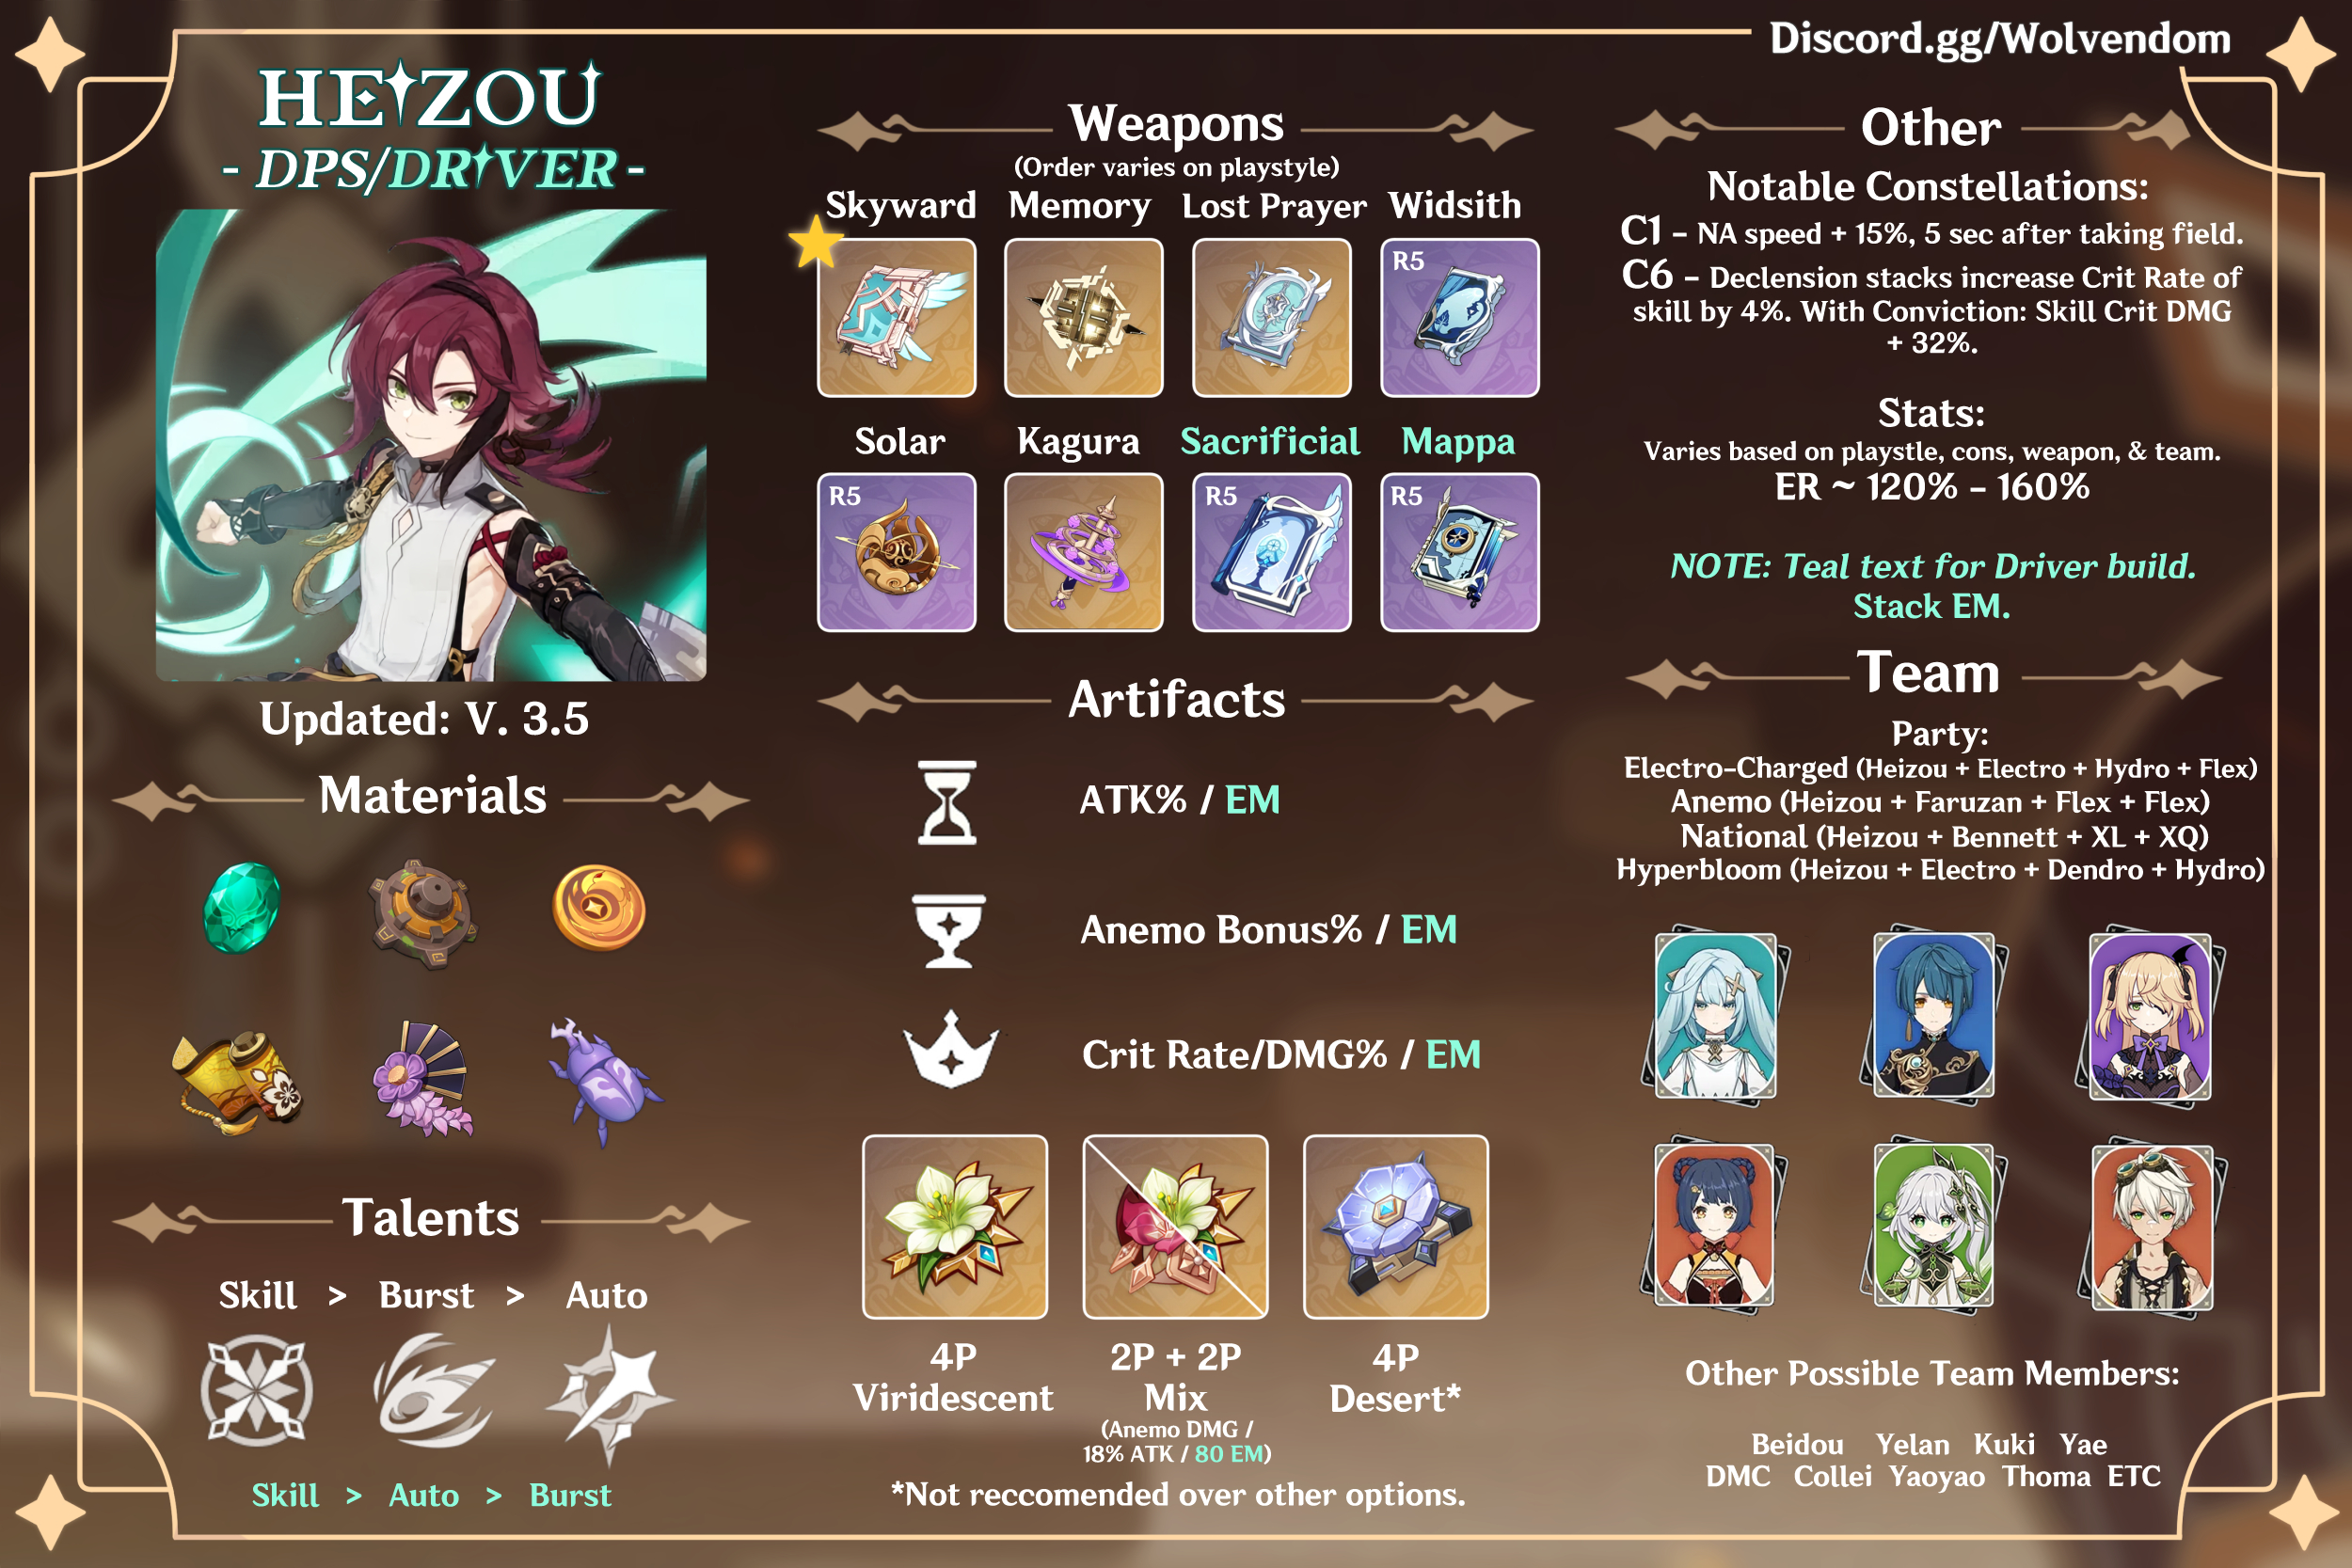 Discord.gg/Wolvendom
HEIZOU
- DPS/DRIVER -
Updated: V. 3.5
Materials
Talents
Skill > Burst > Auto
Skill > Auto > Burst
Weapons
(Order varies on playstyle)
Skyward Memory Lost Prayer Widsith
R5
Solar Kagura Sacrificial Mappa
R5 R5 R5
Artifacts
ATK% / EM
Anemo Bonus% / EM
Crit Rate/DMG% / EM
4P
Viridescent
2P + 2P
Mix
(Anemo DMG /
18% ATK / 80 EM)
4P
Desert*
*Not reccomended over other options.
Other
Notable Constellations:
C1 - NA speed + 15%, 5 sec after taking field.
C6 - Declension stacks increase Crit Rate of
skill by 4%. With Conviction: Skill Crit DMG
+ 32%.
Stats:
Varies based on playstle, cons, weapon, & team.
ER ~ 120% - 160%
NOTE: Teal text for Driver build.
Stack EM.
Team
Party:
Electro-Charged (Heizou + Electro + Hydro + Flex)
Anemo (Heizou + Faruzan + Flex + Flex)
National (Heizou + Bennett + XL + XQ)
Hyperbloom (Heizou + Electro + Dendro + Hydro)
Other Possible Team Members:
Beidou Yelan Kuki Yae
DMC Collei Yaoyao Thoma ETC